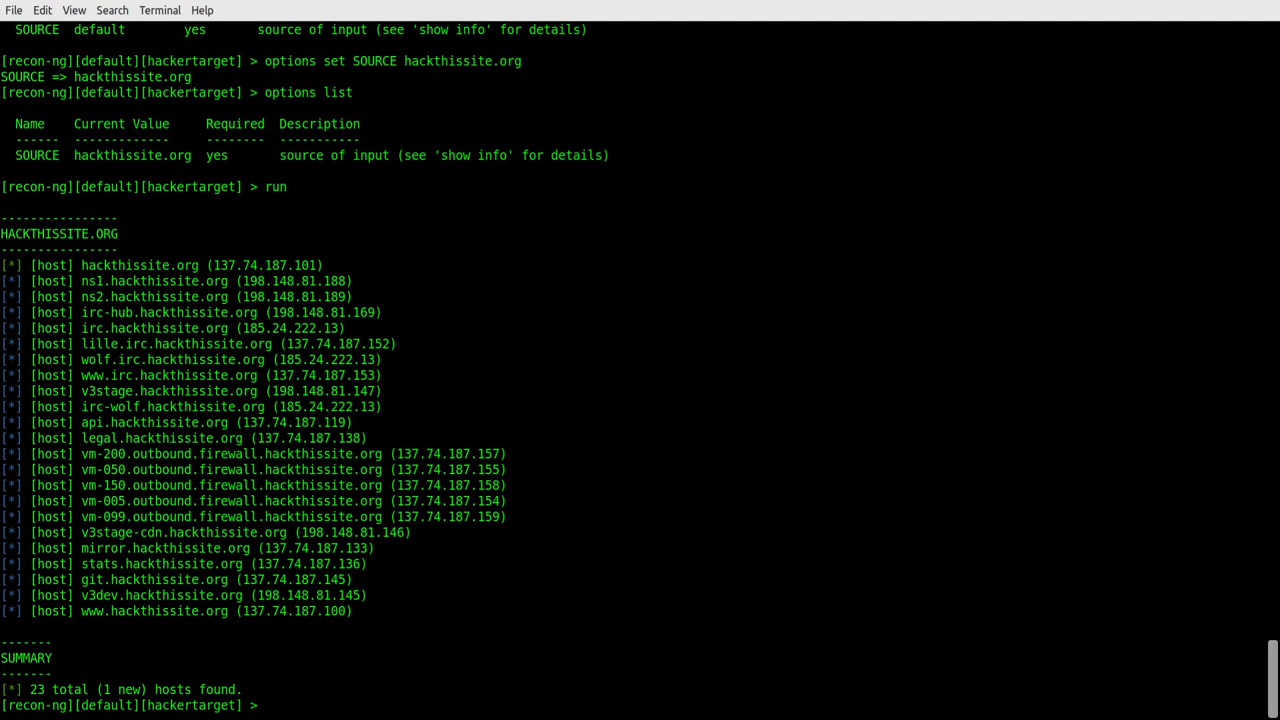 File Edit View Search Terminal Help
SOURCE default yes source of input (see 'show info' for details)
[recon-ng][default][hackertarget] > options set SOURCE hackthissite.org
SOURCE => hackthissite.org
[recon-ng][default][hackertarget] > options list
Name Current Value Required Description
------ ------------- -------- -----------
SOURCE hackthissite.org yes source of input (see 'show info' for details)
[recon-ng][default][hackertarget] > run
----------------
HACKTHISSITE.ORG
----------------
[*] [host] hackthissite.org (137.74.187.101)
[*] [host] ns1.hackthissite.org (198.148.81.188)
[*] [host] ns2.hackthissite.org (198.148.81.189)
[*] [host] irc-hub.hackthissite.org (198.148.81.169)
[*] [host] irc.hackthissite.org (185.24.222.13)
[*] [host] lille.irc.hackthissite.org (137.74.187.152)
[*] [host] wolf.irc.hackthissite.org (185.24.222.13)
[*] [host] www.irc.hackthissite.org (137.74.187.153)
[*] [host] v3stage.hackthissite.org (198.148.81.147)
[*] [host] irc-wolf.hackthissite.org (185.24.222.13)
[*] [host] api.hackthissite.org (137.74.187.119)
[*] [host] legal.hackthissite.org (137.74.187.138)
[*] [host] vm-200.outbound.firewall.hackthissite.org (137.74.187.157)
[*] [host] vm-050.outbound.firewall.hackthissite.org (137.74.187.155)
[*] [host] vm-150.outbound.firewall.hackthissite.org (137.74.187.158)
[*] [host] vm-005.outbound.firewall.hackthissite.org (137.74.187.154)
[*] [host] vm-099.outbound.firewall.hackthissite.org (137.74.187.159)
[*] [host] v3stage-cdn.hackthissite.org (198.148.81.146)
[*] [host] mirror.hackthissite.org (137.74.187.133)
[*] [host] stats.hackthissite.org (137.74.187.136)
[*] [host] git.hackthissite.org (137.74.187.145)
[*] [host] v3dev.hackthissite.org (198.148.81.145)
[*] [host] www.hackthissite.org (137.74.187.100)
-------
SUMMARY
-------
[*] 23 total (1 new) hosts found.
[recon-ng][default][hackertarget] >